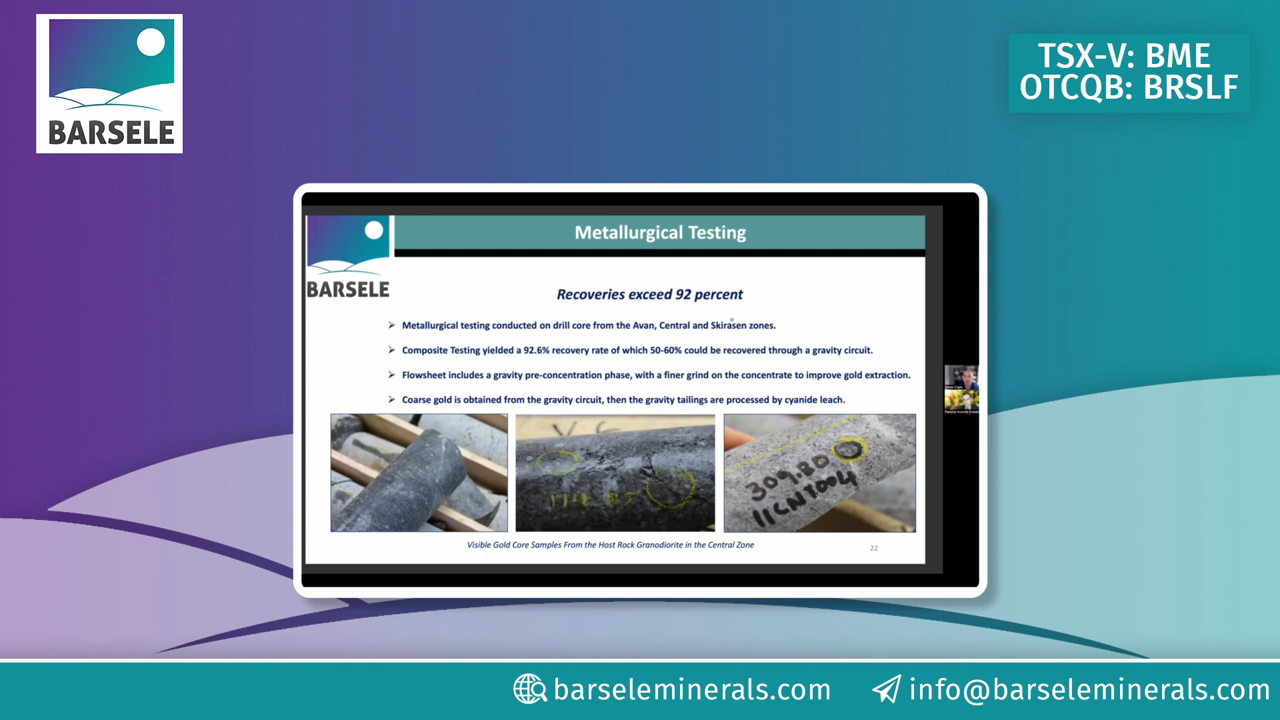 BARSELE
TSX-V: BME
OTCQB: BRSLF
Metallurgical Testing
BARSELE
Recoveries exceed 92 percent
Metallurgical testing conducted on drill core from the Avan, Central and Skirasen zones.
Composite Testing yielded a 92.6% recovery rate of which 50-60% could be recovered through a gravity circuit.
Flowsheet includes a gravity pre-concentration phase, with a finer grind on the concentrate to improve gold extraction.
Coarse gold is obtained from the gravity circuit, then the gravity tailings are processed by cyanide leach.
309.80
Visible Gold Core Samples From the Host Rock Granodiorite in the Central Zone
22
barseleminerals.com
info@barseleminerals.com